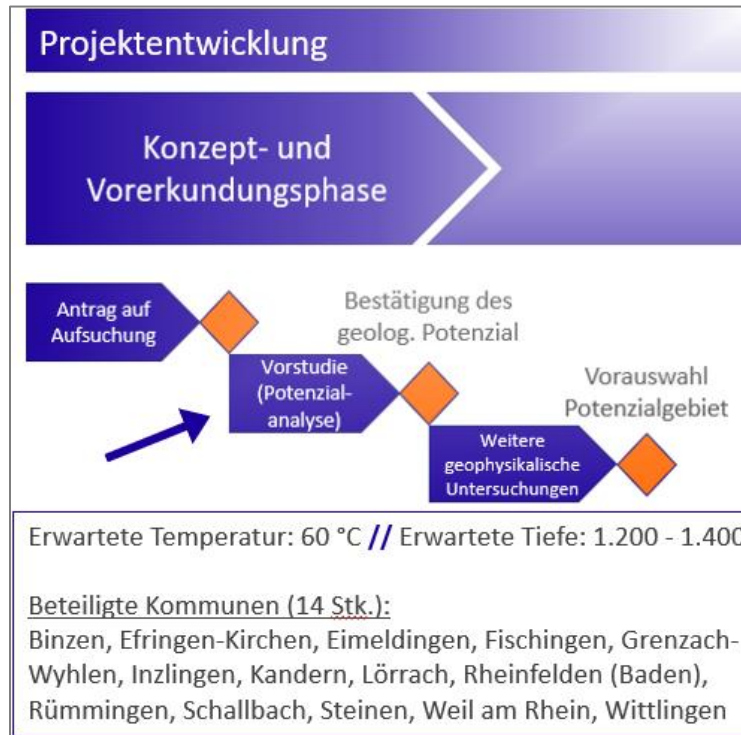 Projektentwicklung
Konzept- und
Vorerkundungsphase
Antrag auf
Aufsuchung
Bestätigung des
geolog. Potenzial
Vorstudie
(Potenzial-
analyse)
Vorauswahl
Potenzialgebiet
Weitere
geophysikalische
Untersuchungen
Erwartete Temperatur: 60 °C // Erwartete Tiefe: 1.200 - 1.400
Beteiligte Kommunen (14 Stk.):
Binzen, Efringen-Kirchen, Eimeldingen, Fischingen, Grenzach-
Wyhlen, Inzlingen, Kandern, Lörrach, Rheinfelden (Baden),
Rümmingen, Schallbach, Steinen, Weil am Rhein, Wittlingen